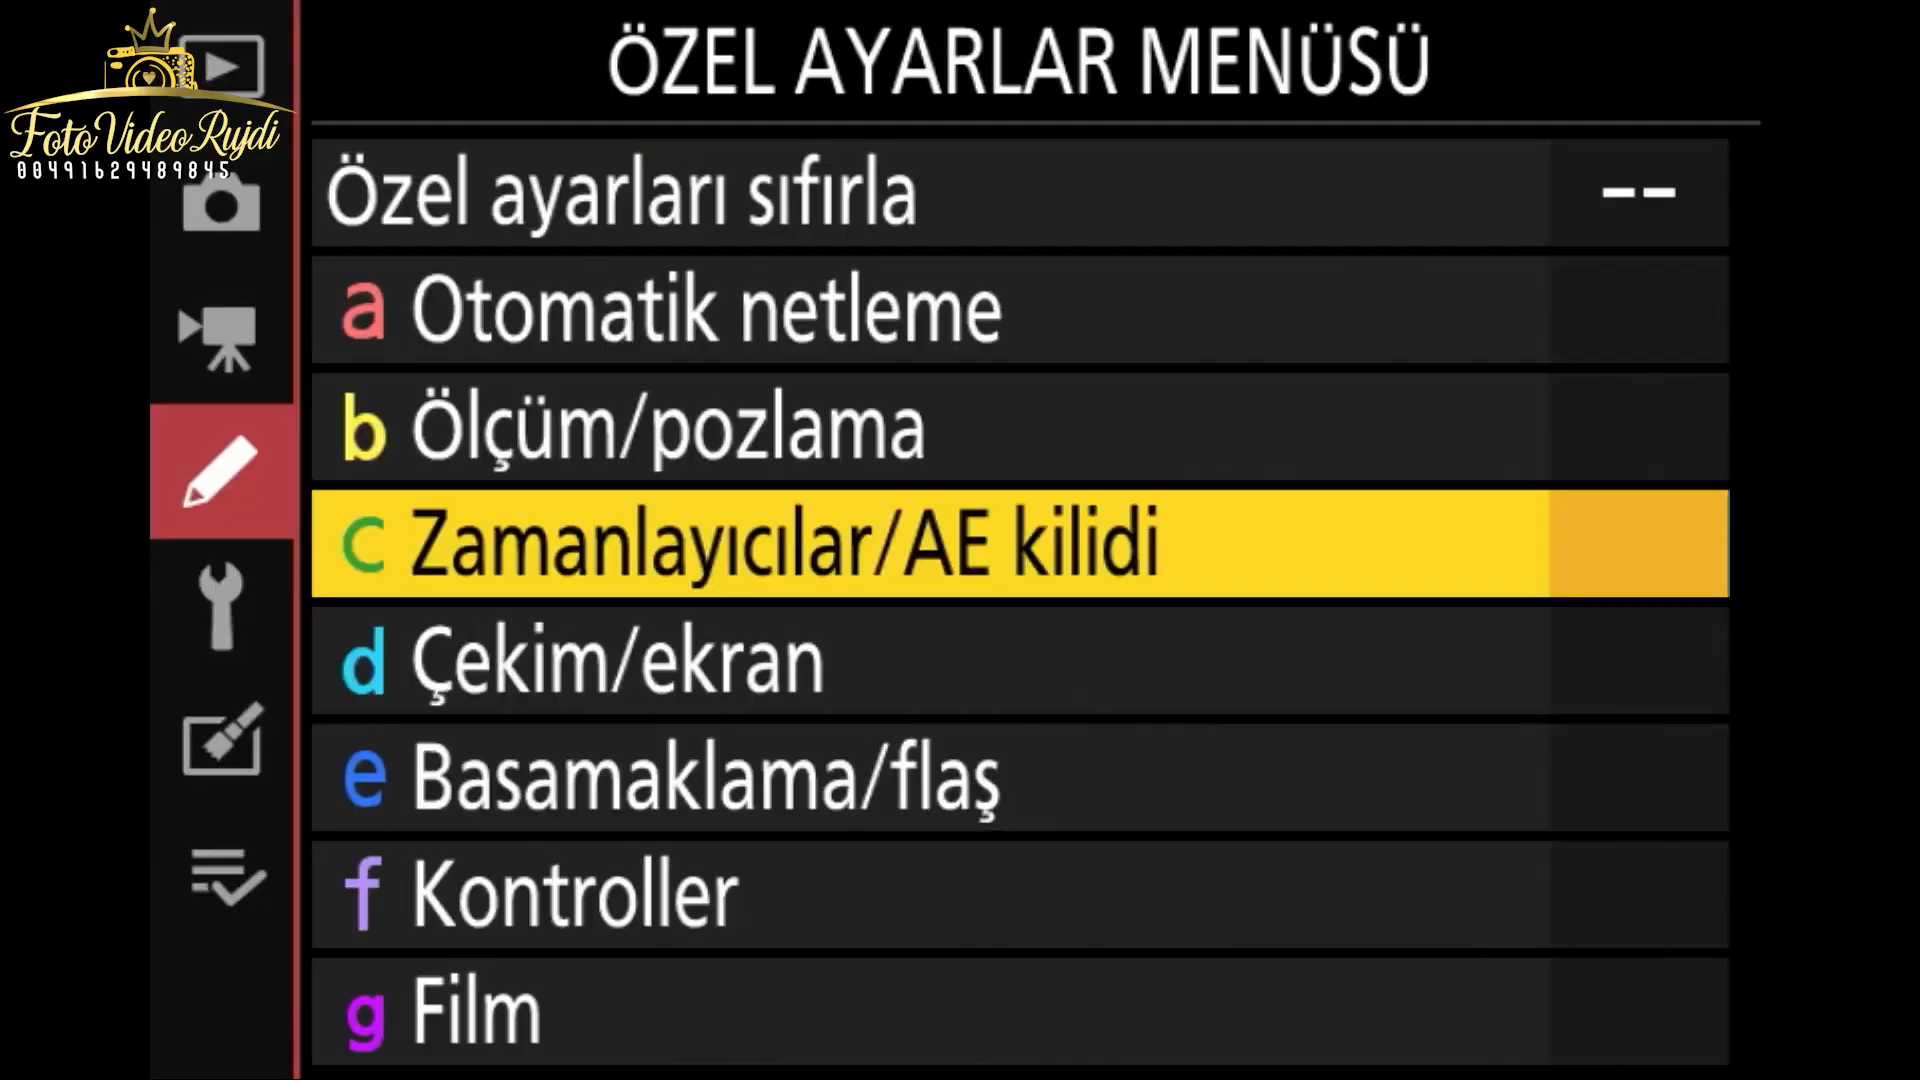 Foto Video Rujdi
00491629489845
ÖZEL AYARLAR MENÜSÜ
Özel ayarları sıfırla --
a Otomatik netleme
b Ölçüm/pozlama
c Zamanlayıcılar/AE kilidi
d Çekim/ekran
e Basamaklama/flaş
f Kontroller
g Film